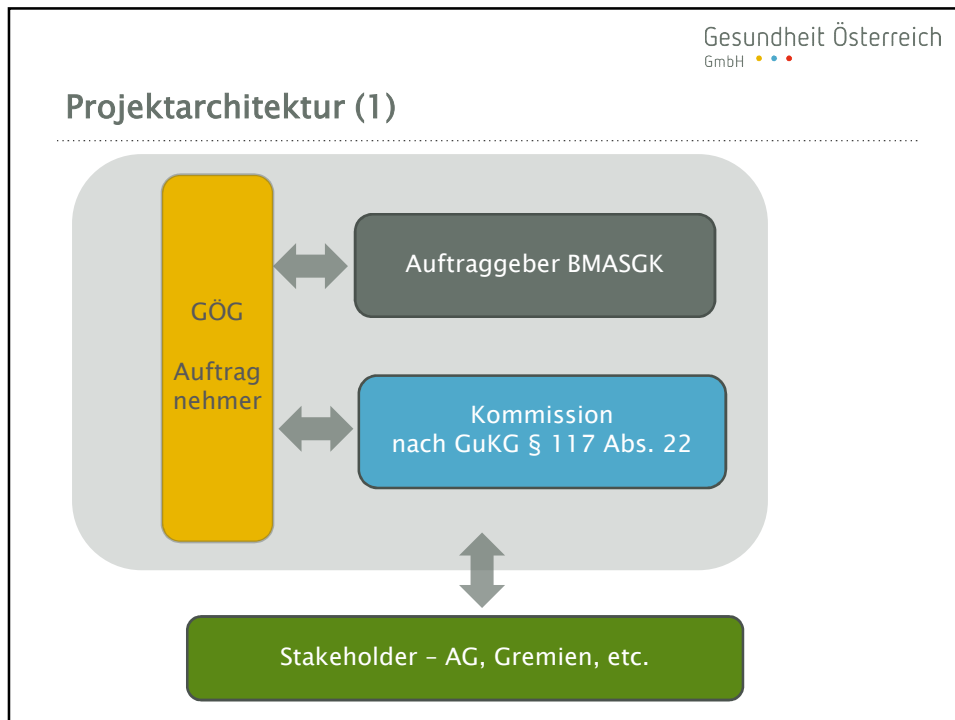 Gesundheit Österreich
GmbH
Projektarchitektur (1)
GÖG
Auftrag
nehmer
Auftraggeber BMASGK
Kommission
nach GuKG § 117 Abs. 22
Stakeholder – AG, Gremien, etc.